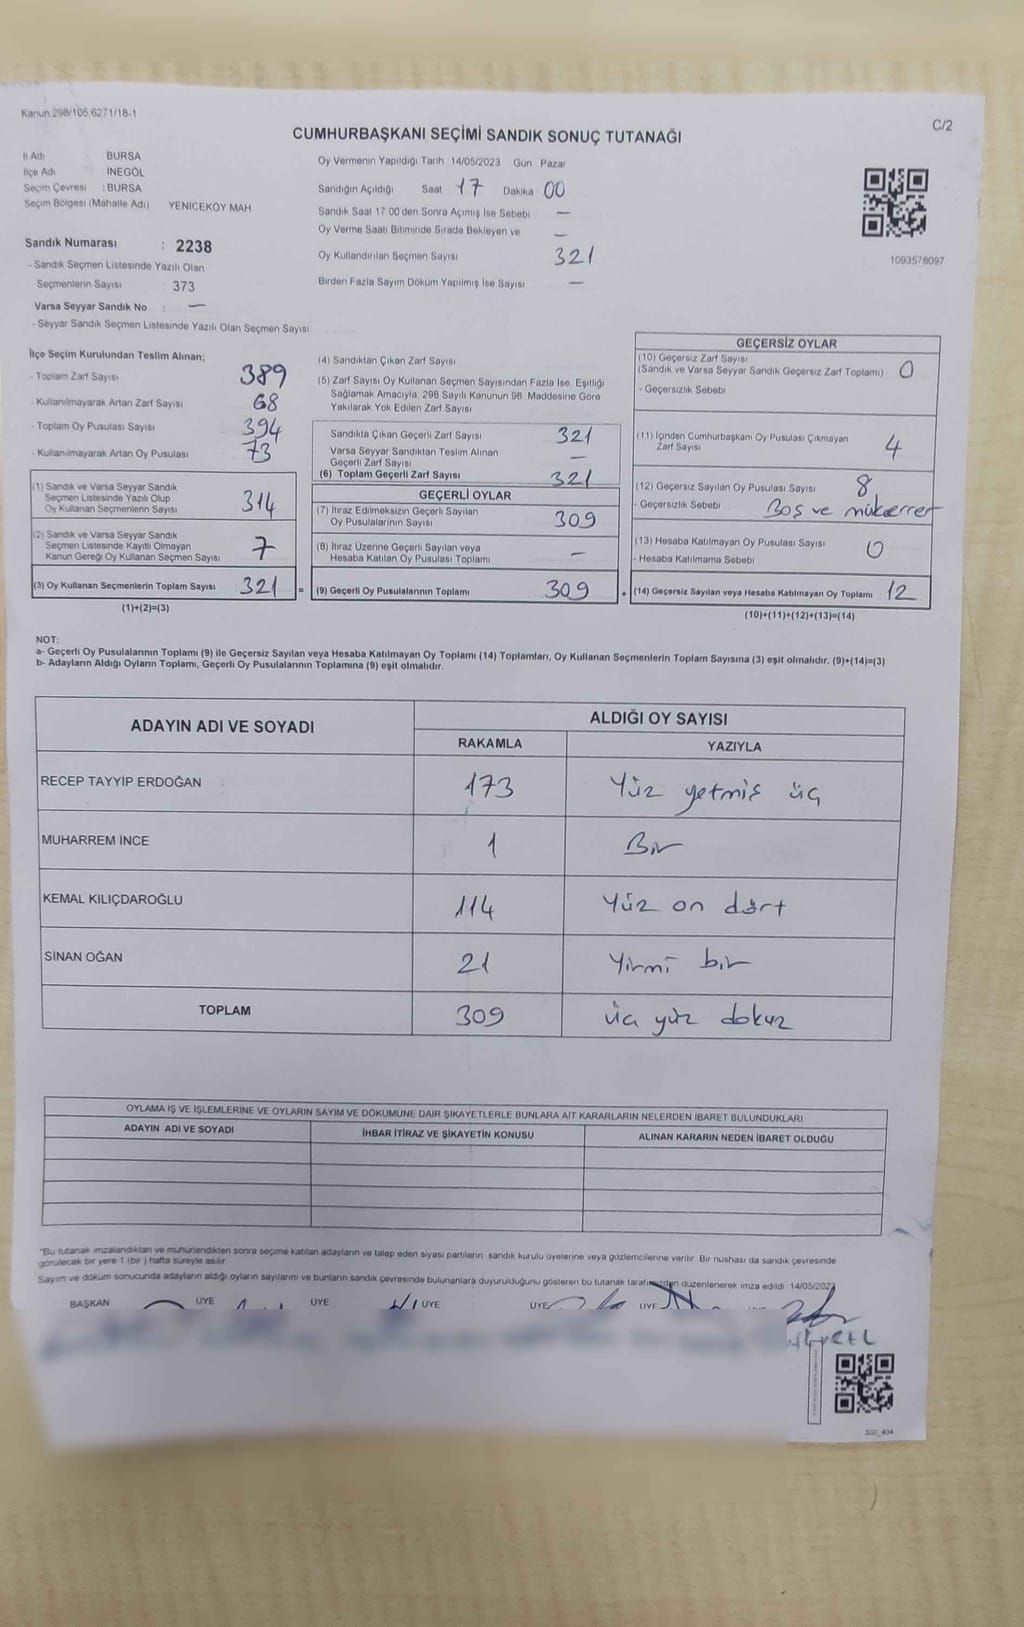 Kanun.298/105,6271/18-1
C/2
CUMHURBAŞKANI SEÇİMİ SANDIK SONUÇ TUTANAĞI
İl Adı BURSA
İlçe Adı İNEGÖL
Seçim Çevresi : BURSA
Seçim Bölgesi (Mahalle Adı) YENİCEKÖY MAH
Sandık Numarası : 2238
- Sandık Seçmen Listesinde Yazılı Olan
Seçmenlerin Sayısı : 373
Varsa Seyyar Sandık No : —
- Seyyar Sandık Seçmen Listesinde Yazılı Olan Seçmen Sayısı
Oy Vermenin Yapıldığı Tarih 14/05/2023 Gün Pazar
Sandığın Açıldığı Saat 17 Dakika 00
Sandık Saat 17:00'den Sonra Açımış İse Sebebi —
Oy Verme Saati Bitiminde Sırada Bekleyen ve —
Oy Kullandırılan Seçmen Sayısı 321
Birden Fazla Sayım Döküm Yapılmış İse Sayısı —
1093578097
İlçe Seçim Kurulundan Teslim Alınan;
- Toplam Zarf Sayısı 389
- Kullanılmayarak Artan Zarf Sayısı 68
- Toplam Oy Pusulası Sayısı 394
- Kullanılmayarak Artan Oy Pusulası 73
(1) Sandık ve Varsa Seyyar Sandık
Seçmen Listesinde Yazılı Olup
Oy Kullanan Seçmenlerin Sayısı 314
(2) Sandık ve Varsa Seyyar Sandık
Seçmen Listesinde Kayıtlı Olmayan
Kanun Gereği Oy Kullanan Seçmen Sayısı 7
(3) Oy Kullanan Seçmenlerin Toplam Sayısı 321 =
(1)+(2)=(3)
(4) Sandıktan Çıkan Zarf Sayısı
(5) Zarf Sayısı Oy Kullanan Seçmen Sayısından Fazla İse, Eşitliği
Sağlamak Amacıyla, 298 Sayılı Kanunun 98. Maddesine Göre
Yakılarak Yok Edilen Zarf Sayısı
Sandıkta Çıkan Geçerli Zarf Sayısı 321
Varsa Seyyar Sandıktan Teslim Alınan
Geçerli Zarf Sayısı —
(6) Toplam Geçerli Zarf Sayısı 321
GEÇERLİ OYLAR
(7) İtiraz Edilmeksizin Geçerli Sayılan
Oy Pusulalarının Sayısı 309
(8) İtiraz Üzerine Geçerli Sayılan veya
Hesaba Katılan Oy Pusulası Toplamı —
(9) Geçerli Oy Pusulalarının Toplamı 309 +
GEÇERSİZ OYLAR
(10) Geçersiz Zarf Sayısı
(Sandık ve Varsa Seyyar Sandık Geçersiz Zarf Toplamı) 0
- Geçersizlik Sebebi
(11) İçinden Cumhurbaşkanı Oy Pusulası Çıkmayan
Zarf Sayısı 4
(12) Geçersiz Sayılan Oy Pusulası Sayısı 8
- Geçersizlik Sebebi Boş ve mükerrer
(13) Hesaba Katılmayan Oy Pusulası Sayısı 0
- Hesaba Katılmama Sebebi
(14) Geçersiz Sayılan veya Hesaba Katılmayan Oy Toplamı 12
(10)+(11)+(12)+(13)=(14)
NOT:
a- Geçerli Oy Pusulalarının Toplamı (9) ile Geçersiz Sayılan veya Hesaba Katılmayan Oy Toplamı (14) Toplamları, Oy Kullanan Seçmenlerin Toplam Sayısına (3) eşit olmalıdır. (9)+(14)=(3)
b- Adayların Aldığı Oyların Toplamı, Geçerli Oy Pusulalarının Toplamına (9) eşit olmalıdır.
ADAYIN ADI VE SOYADI ALDIĞI OY SAYISI
RAKAMLA YAZIYLA
RECEP TAYYİP ERDOĞAN 173 Yüz yetmiş üç
MUHARREM İNCE 1 Bir
KEMAL KILIÇDAROĞLU 114 Yüz on dört
SİNAN OĞAN 21 Yirmi bir
TOPLAM 309 üç yüz dokuz
OYLAMA İŞ VE İŞLEMLERİNE VE OYLARIN SAYIM VE DÖKÜMÜNE DAİR ŞİKAYETLERLE BUNLARA AİT KARARLARIN NELERDEN İBARET BULUNDUKLARI
ADAYIN ADI VE SOYADI İHBAR İTİRAZ VE ŞİKAYETİN KONUSU ALINAN KARARIN NEDEN İBARET OLDUĞU
"Bu tutanak imzalandıktan ve mühürlendikten sonra seçime katılan adayların ve talep eden siyasi partilerin sandık kurulu üyelerine veya gözlemcilerine verilir. Bir nüshası da sandık çevresinde
görülecek bir yere 1 (bir ) hafta süreyle asılır.
Sayım ve döküm sonucunda adayların aldığı oyların sayılarını ve bunların sandık çevresinde bulunanlara duyurulduğunu gösteren bu tutanak tarafımızdan düzenlenerek imza edildi. 14/05/2023
BAŞKAN ÜYE ÜYE ÜYE ÜYE ÜYE